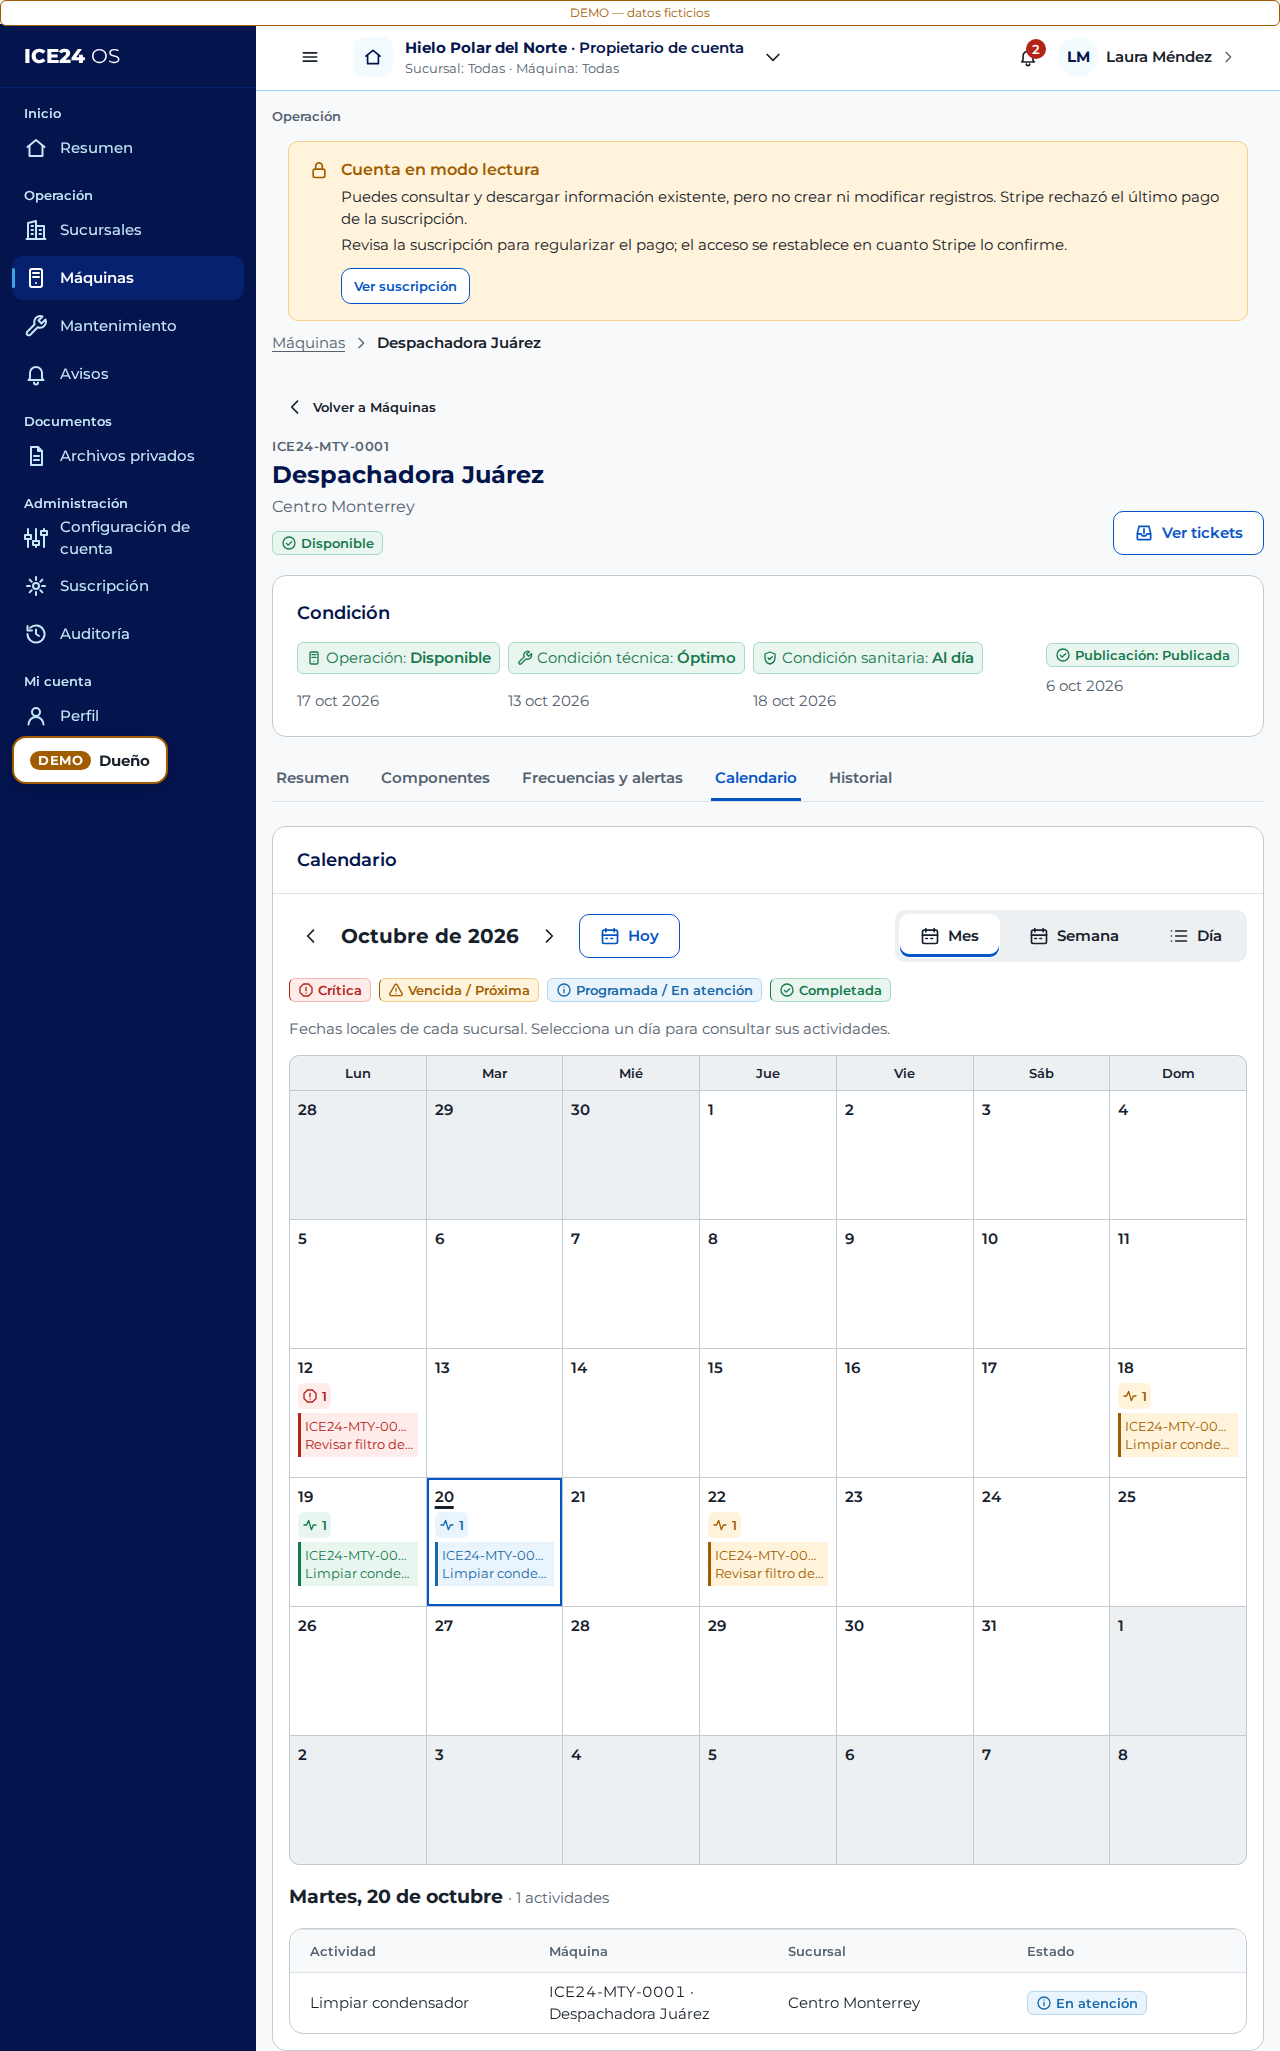 DEMO — datos ficticios
ICE24 OS
Inicio
Resumen
Operación
Sucursales
Máquinas
Mantenimiento
Avisos
Documentos
Archivos privados
Administración
Configuración de
cuenta
Suscripción
Auditoría
Mi cuenta
Perfil
DEMO Dueño
Hielo Polar del Norte · Propietario de cuenta
Sucursal: Todas · Máquina: Todas
2
LM Laura Méndez
Operación
Cuenta en modo lectura
Puedes consultar y descargar información existente, pero no crear ni modificar registros. Stripe rechazó el último pago
de la suscripción.
Revisa la suscripción para regularizar el pago; el acceso se restablece en cuanto Stripe lo confirme.
Ver suscripción
Máquinas Despachadora Juárez
Volver a Máquinas
ICE24-MTY-0001
Despachadora Juárez
Centro Monterrey
Disponible
Ver tickets
Condición
Operación: Disponible Condición técnica: Óptimo Condición sanitaria: Al día Publicación: Publicada
17 oct 2026 13 oct 2026 18 oct 2026 6 oct 2026
Resumen Componentes Frecuencias y alertas Calendario Historial
Calendario
Octubre de 2026 Hoy Mes Semana Día
Crítica Vencida / Próxima Programada / En atención Completada
Fechas locales de cada sucursal. Selecciona un día para consultar sus actividades.
Lun Mar Mié Jue Vie Sáb Dom
28 29 30 1 2 3 4
5 6 7 8 9 10 11
12 13 14 15 16 17 18
1 1
ICE24-MTY-00... ICE24-MTY-00...
Revisar filtro de... Limpiar conde...
19 20 21 22 23 24 25
1 1 1
ICE24-MTY-00... ICE24-MTY-00... ICE24-MTY-00...
Limpiar conde... Limpiar conde... Revisar filtro de...
26 27 28 29 30 31 1
2 3 4 5 6 7 8
Martes, 20 de octubre · 1 actividades
Actividad Máquina Sucursal Estado
Limpiar condensador ICE24-MTY-0001 · Centro Monterrey En atención
Despachadora Juárez